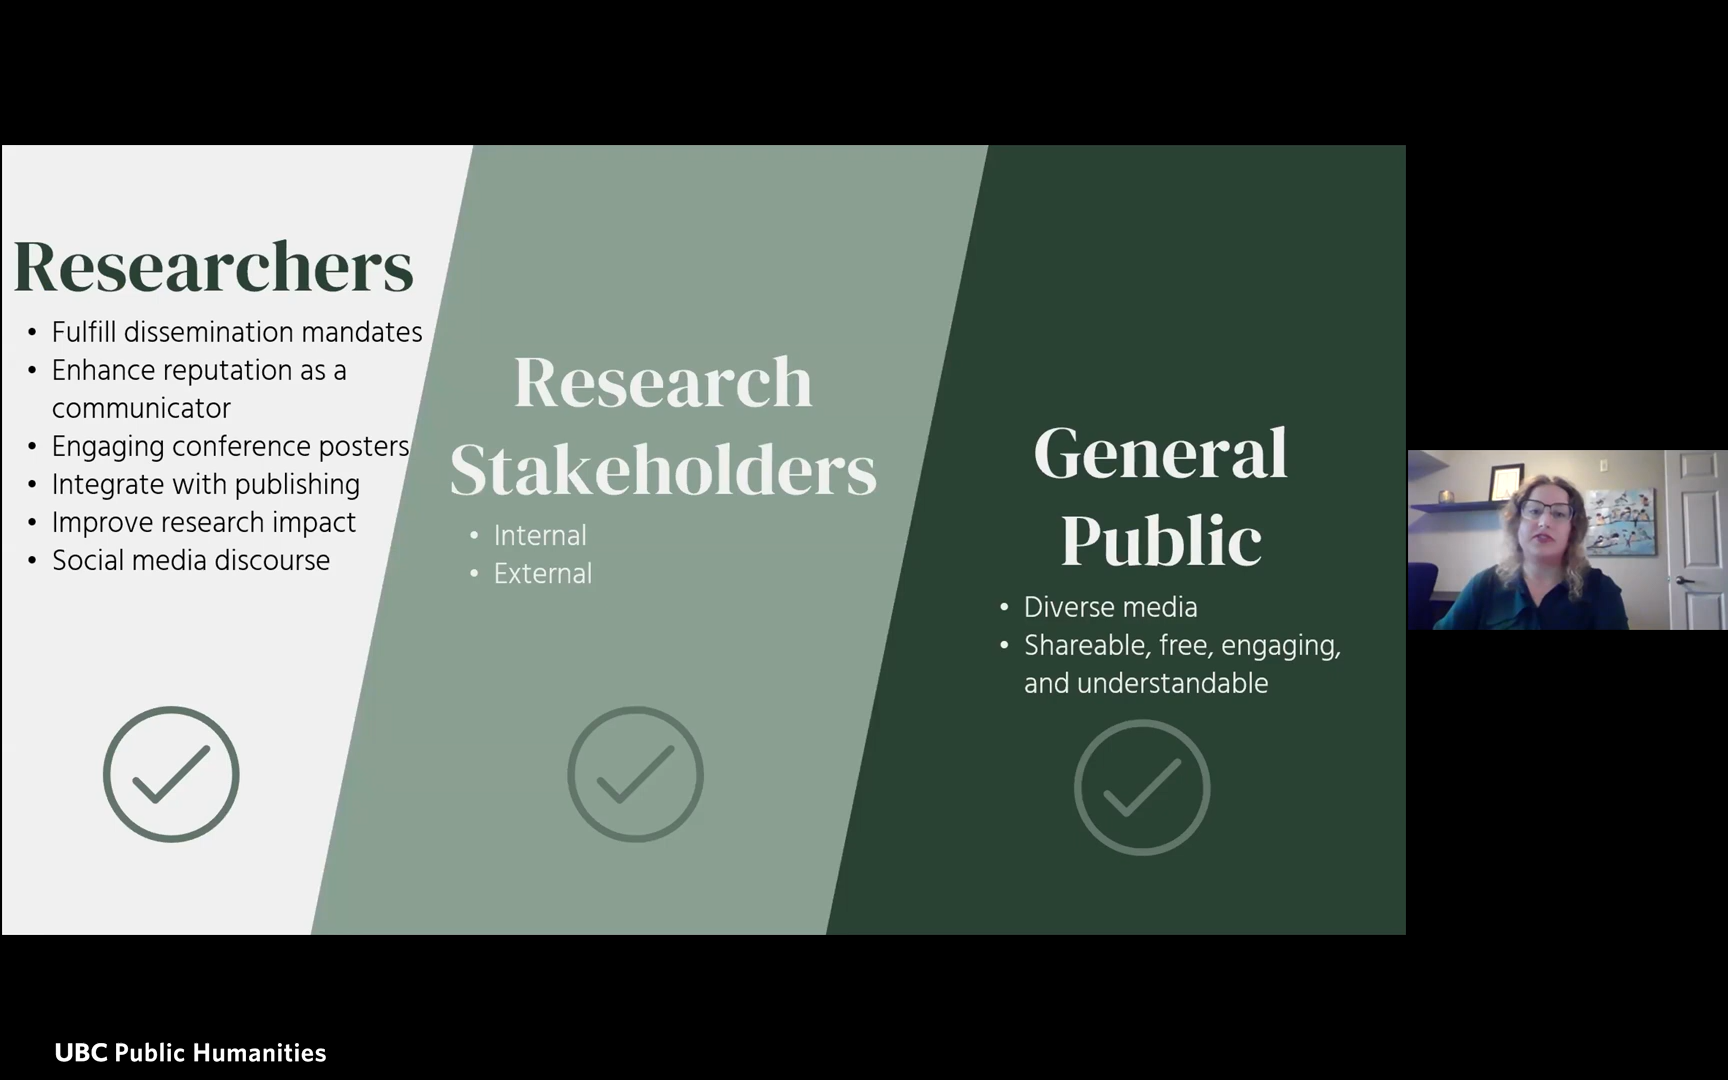 Researchers
• Fulfill dissemination mandates
• Enhance reputation as a
communicator
• Engaging conference posters
• Integrate with publishing
• Improve research impact
• Social media discourse
Research
Stakeholders
• Internal
• External
General
Public
• Diverse media
• Shareable, free, engaging,
and understandable
UBC Public Humanities